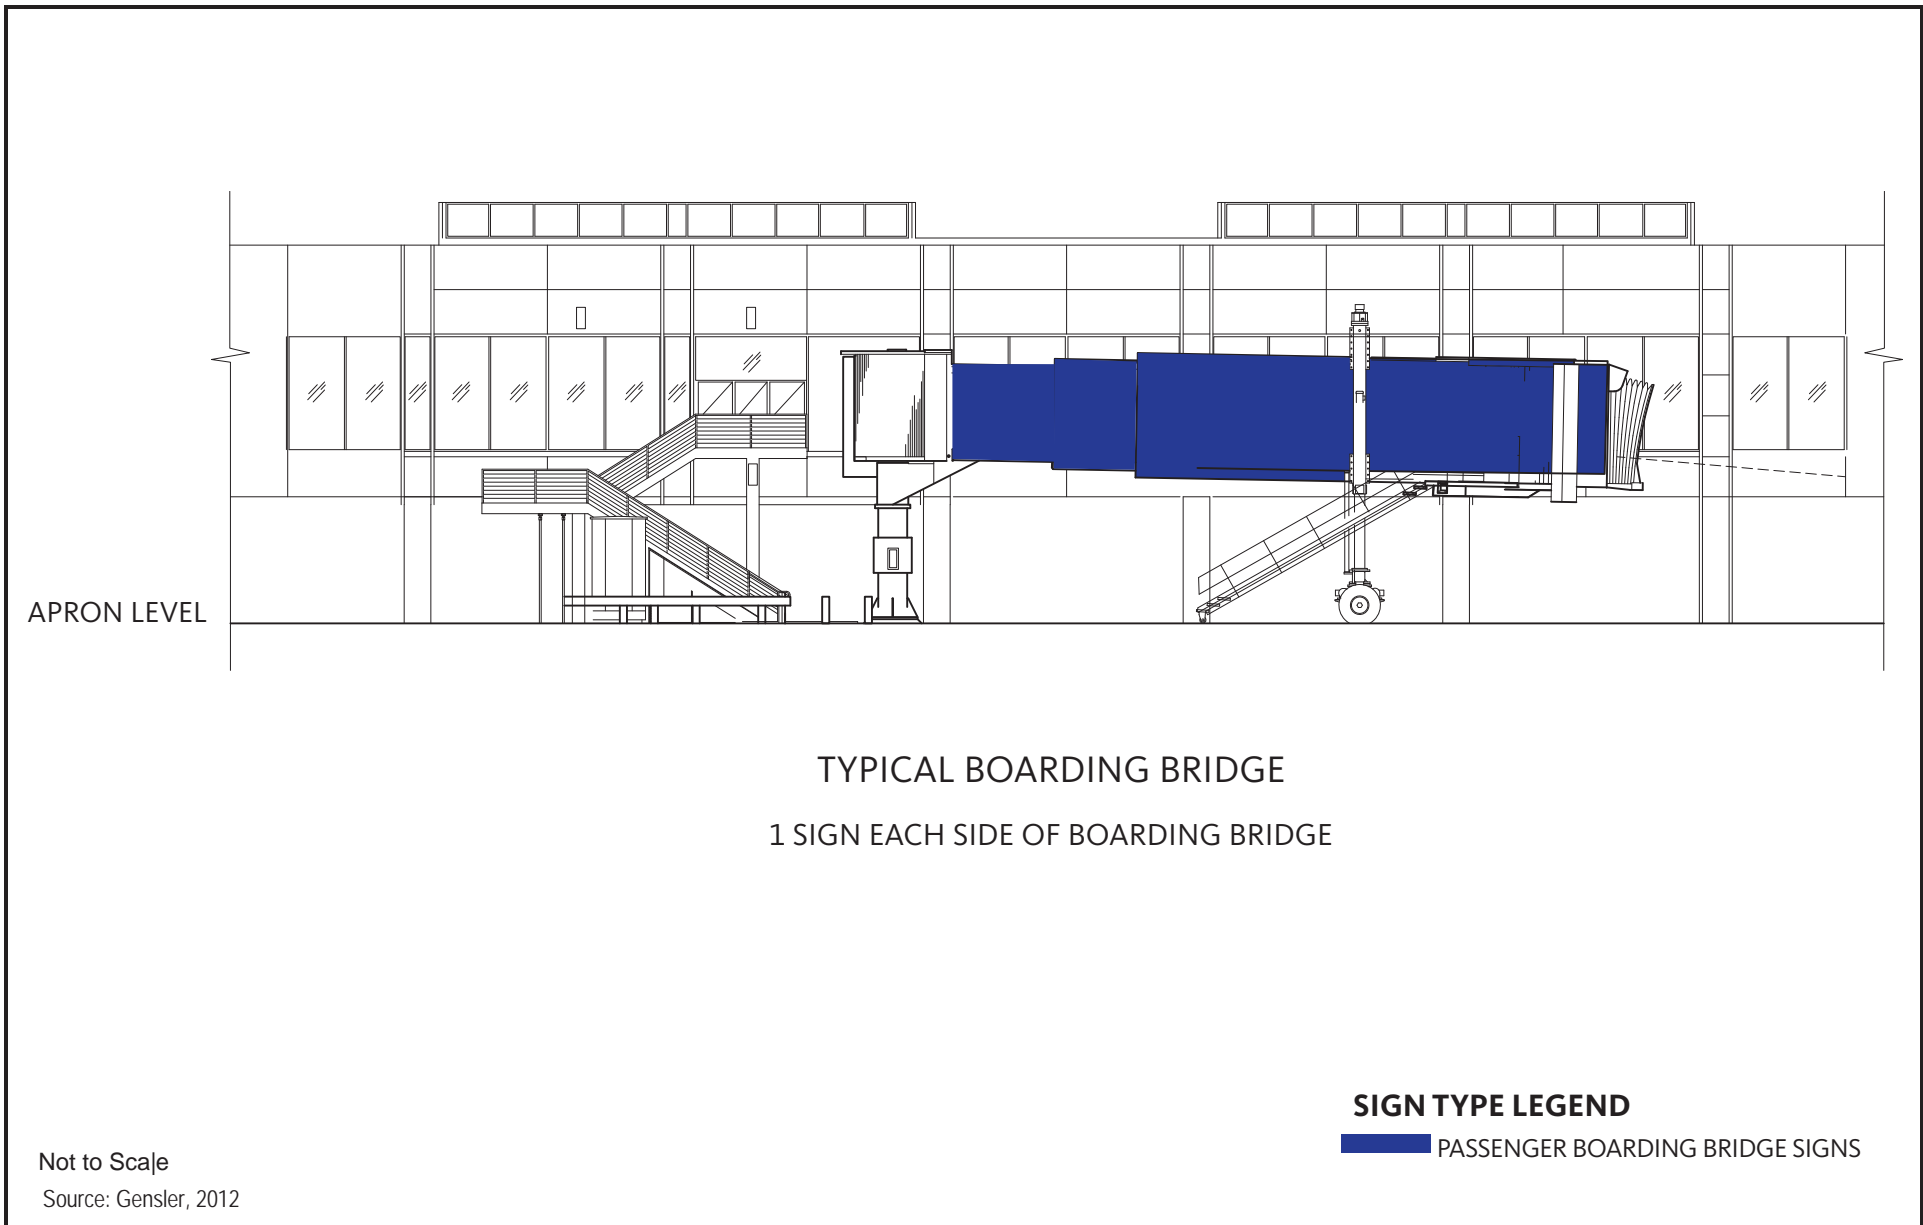 APRON LEVEL
TYPICAL BOARDING BRIDGE
1 SIGN EACH SIDE OF BOARDING BRIDGE
SIGN TYPE LEGEND
PASSENGER BOARDING BRIDGE SIGNS
Not to Scale
Source: Gensler, 2012